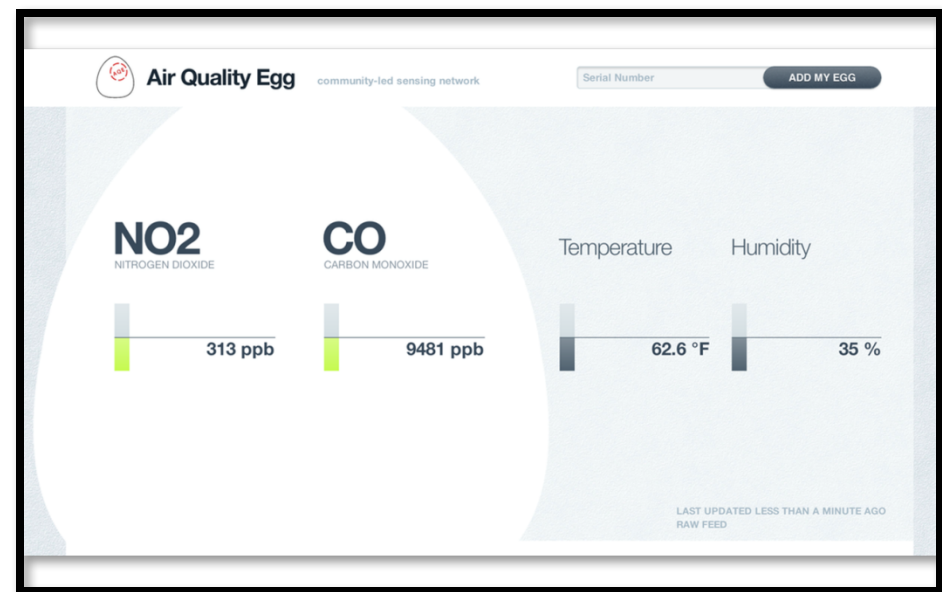 AQE
Air Quality Egg
community-led sensing network
Serial Number
ADD MY EGG
NO2
NITROGEN DIOXIDE
313 ppb
CO
CARBON MONOXIDE
9481 ppb
Temperature
62.6 °F
Humidity
35 %
LAST UPDATED LESS THAN A MINUTE AGO
RAW FEED